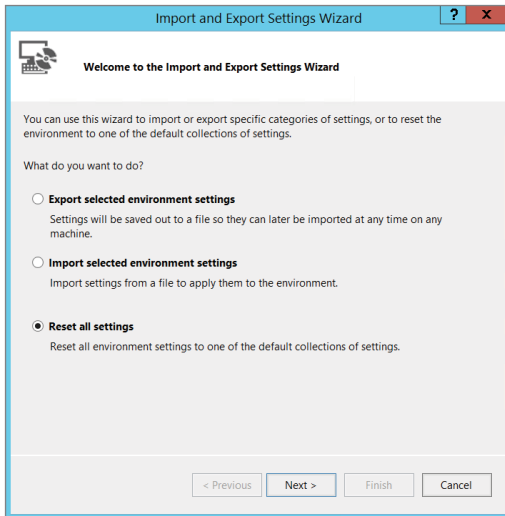 Import and Export Settings Wizard
? x
Welcome to the Import and Export Settings Wizard
You can use this wizard to import or export specific categories of settings, or to reset the
environment to one of the default collections of settings.
What do you want to do?
Export selected environment settings
Settings will be saved out to a file so they can later be imported at any time on any
machine.
Import selected environment settings
Import settings from a file to apply them to the environment.
Reset all settings
Reset all environment settings to one of the default collections of settings.
< Previous Next > Finish Cancel